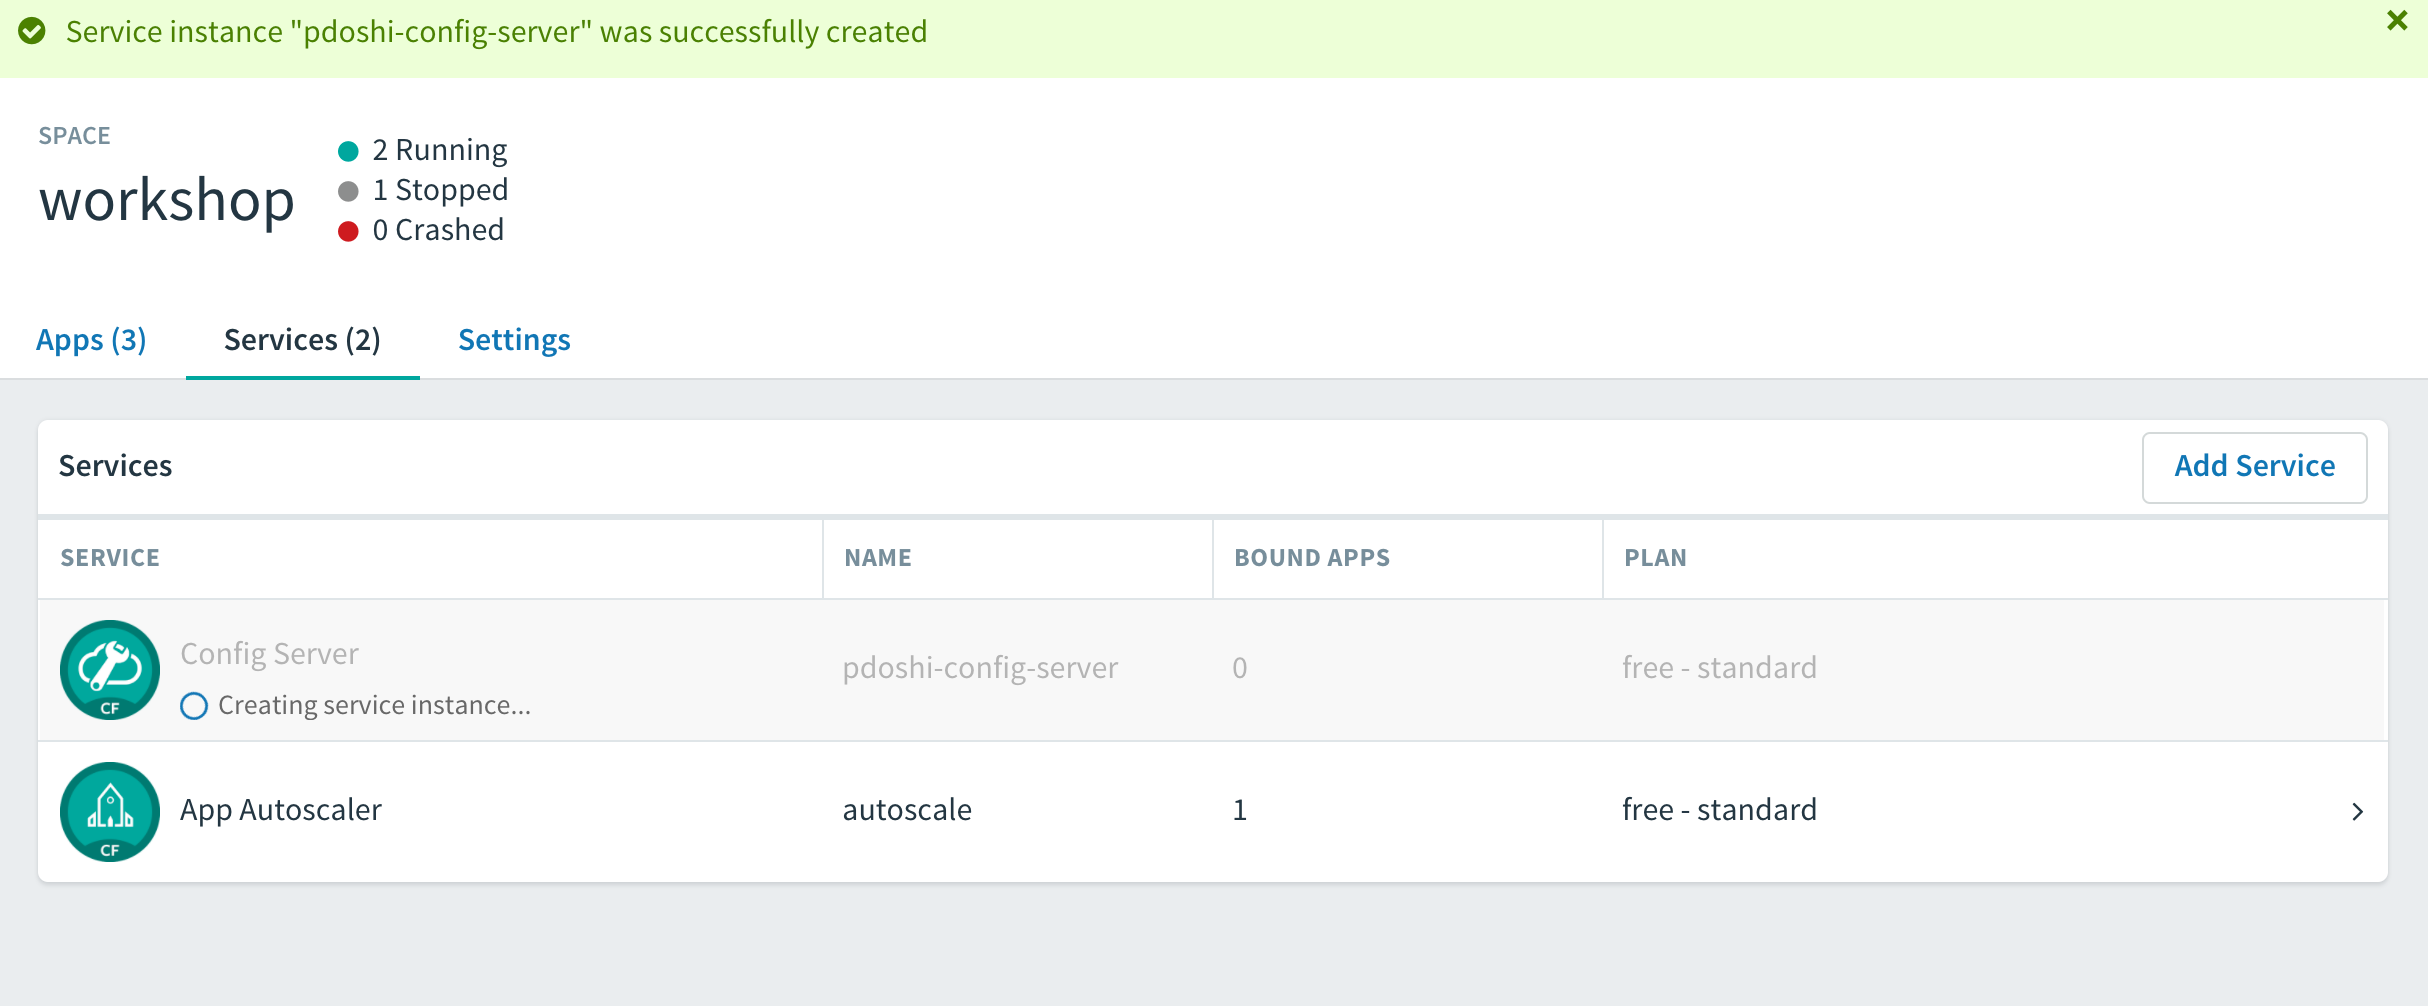 Service instance "pdoshi-config-server" was successfully created
SPACE
workshop
2 Running
1 Stopped
0 Crashed
Apps (3) Services (2) Settings
Services Add Service
SERVICE NAME BOUND APPS PLAN
CF
Config Server
Creating service instance...
pdoshi-config-server 0 free - standard
CF
App Autoscaler autoscale 1 free - standard